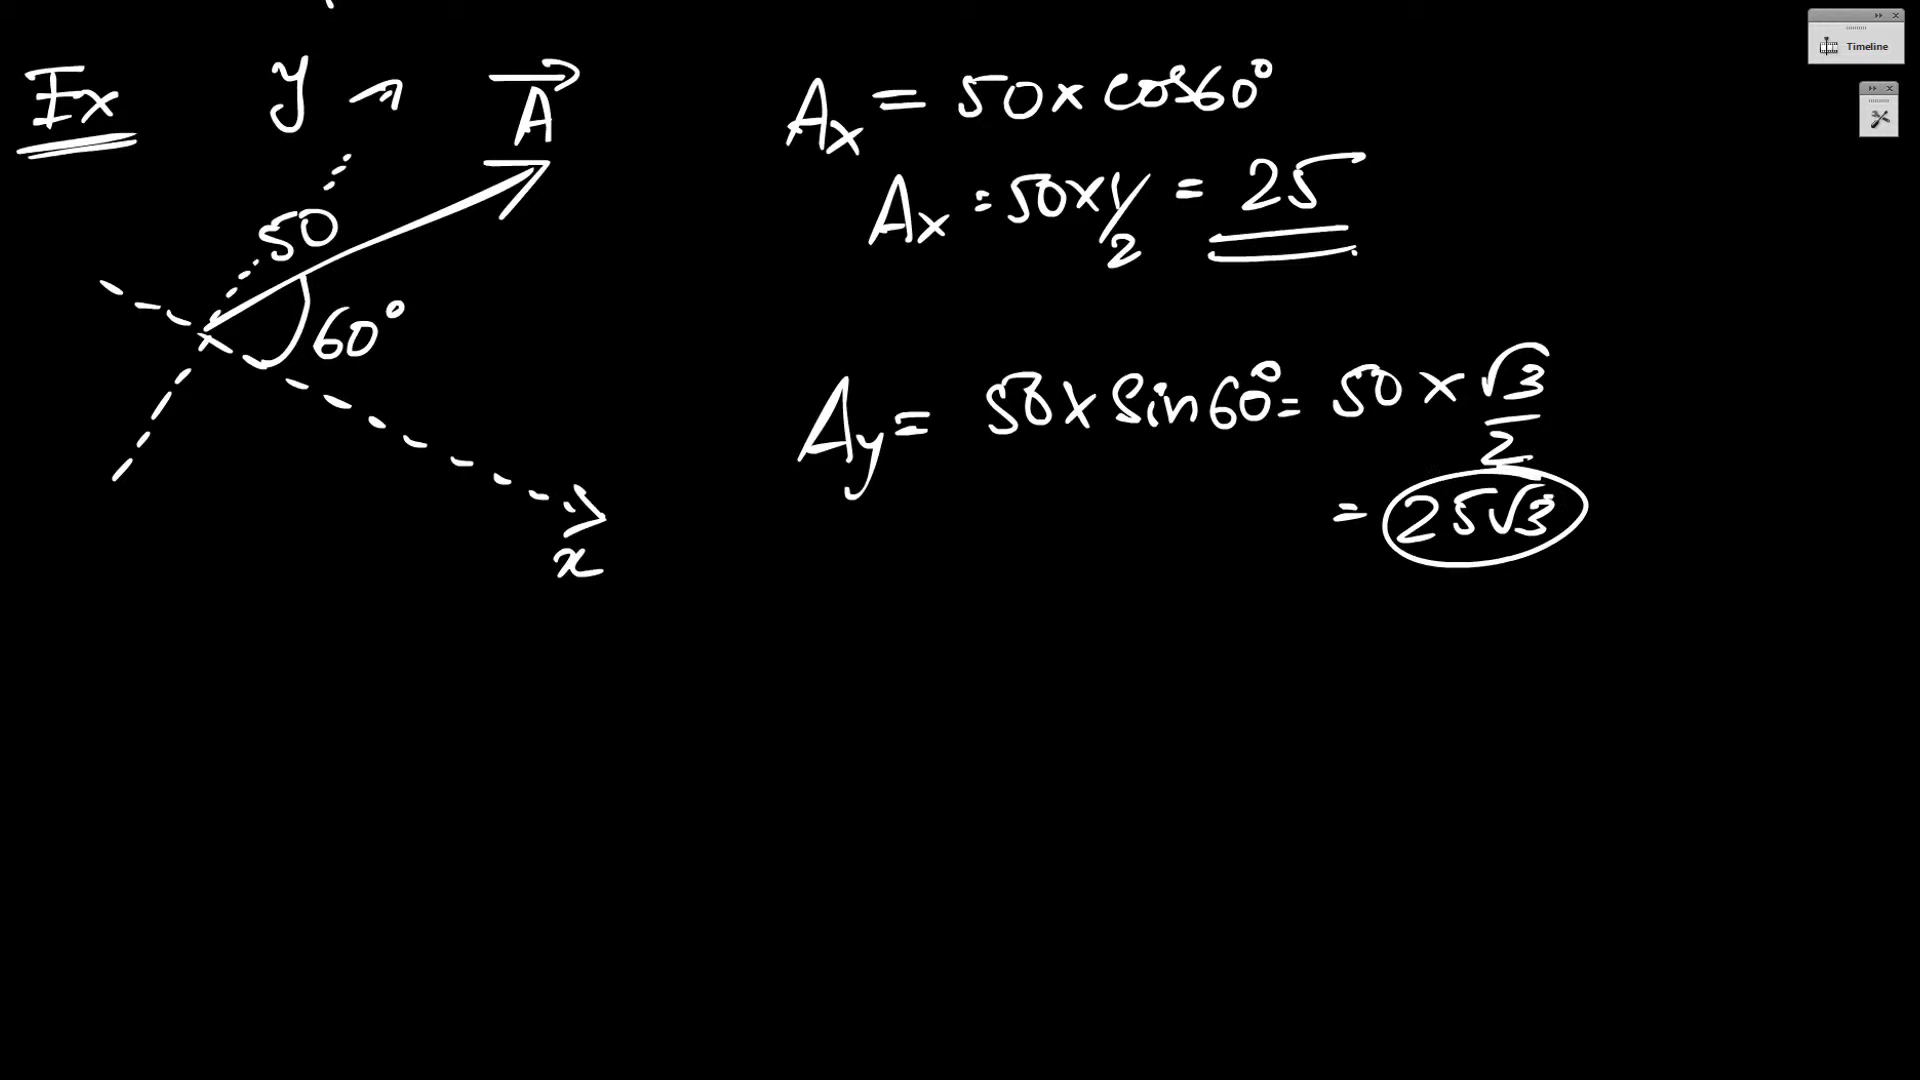 Ex
y
A
50
60°
x
Ax = 50 x cos60°
Ax = 50 x 1/2 = 25
Ay = 50 x sin60° = 50 x √3/2
= 25√3
Timeline